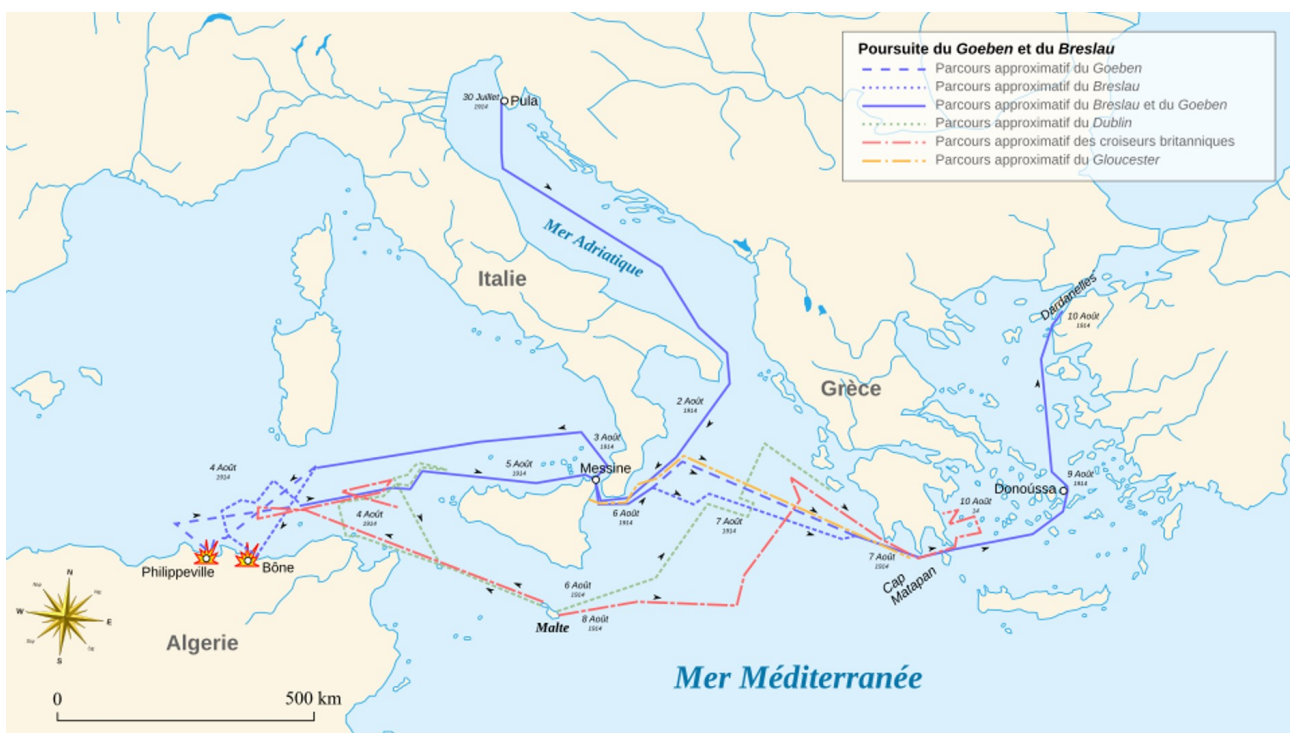 Poursuite du Goeben et du Breslau
Parcours approximatif du Goeben
Parcours approximatif du Breslau
Parcours approximatif du Breslau et du Goeben
Parcours approximatif du Dublin
Parcours approximatif des croiseurs britanniques
Parcours approximatif du Gloucester
30 Juillet
1914
Pula
Mer Adriatique
Italie
Dardanelles
10 Août
1914
Grèce
2 Août
1914
3 Août
1914
4 Août
1914
5 Août
1914
Messine
9 Août
1914
Donoússa
10 Août
14
4 Août
1914
6 Août
1914
7 Août
1914
7 Août
1914
Cap
Matapan
Philippeville
Bône
6 Août
1914
Malte
8 Août
1914
N
W
E
S
Algerie
Mer Méditerranée
0
500 km